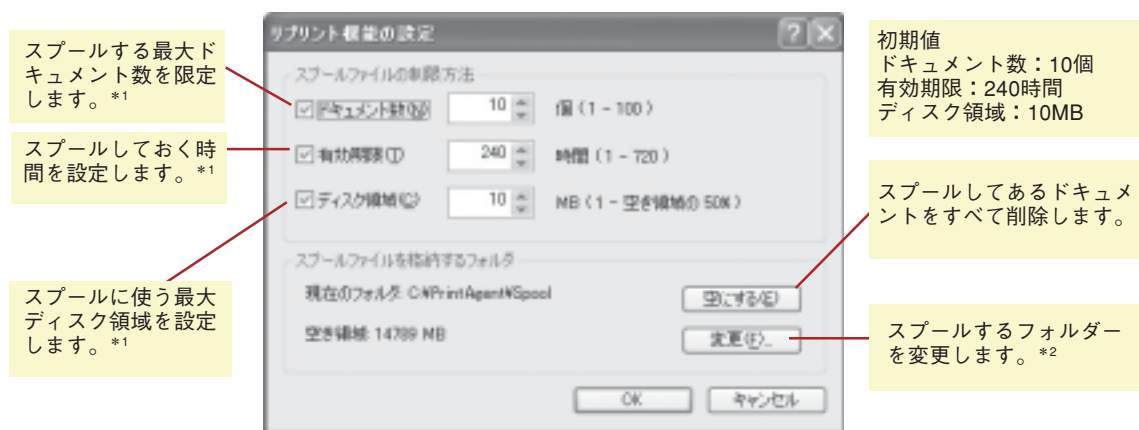 スプールする最大ド
キュメント数を限定
します。*1
スプールしておく時
間を設定します。*1
スプールに使う最大
ディスク領域を設定
します。*1
リプリント機能の設定
スプールファイルの制限方法
ドキュメント数(N) 10 個（1 - 100）
有効期限(T) 240 時間（1 - 720）
ディスク領域(C) 10 MB（1 - 空き領域の 50%）
スプールファイルを格納するフォルダ
現在のフォルダ: C:¥PrintAgent¥Spool
空にする(E)
空き領域: 14789 MB
変更(F)...
OK
キャンセル
初期値
ドキュメント数：10個
有効期限：240時間
ディスク領域：10MB
スプールしてあるドキュメ
ントをすべて削除します。
スプールするフォルダー
を変更します。*2